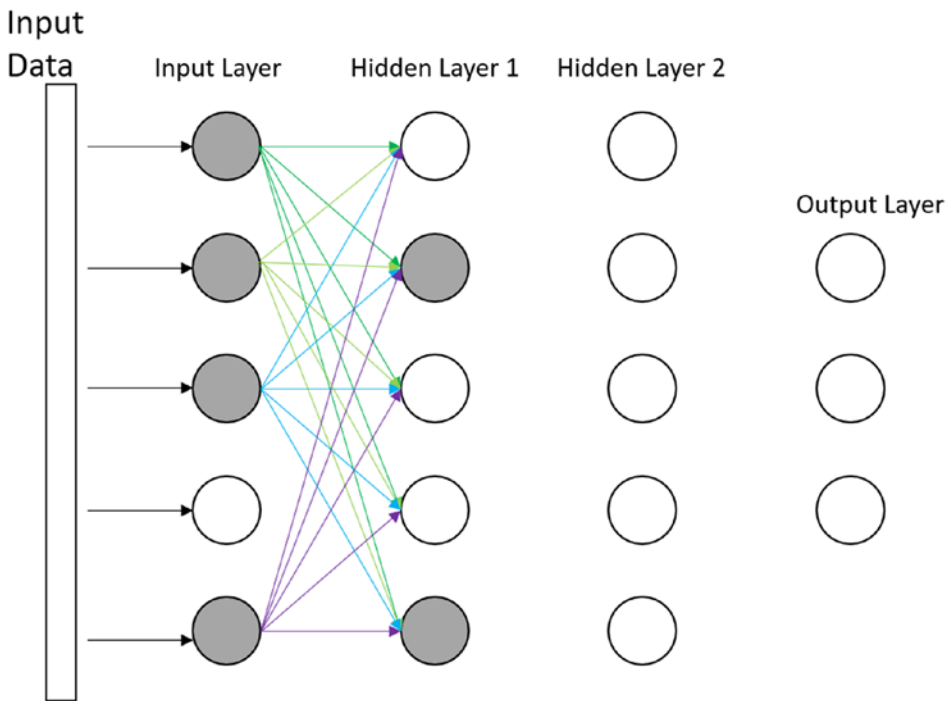 Input
Data
Input Layer
Hidden Layer 1
Hidden Layer 2
Output Layer